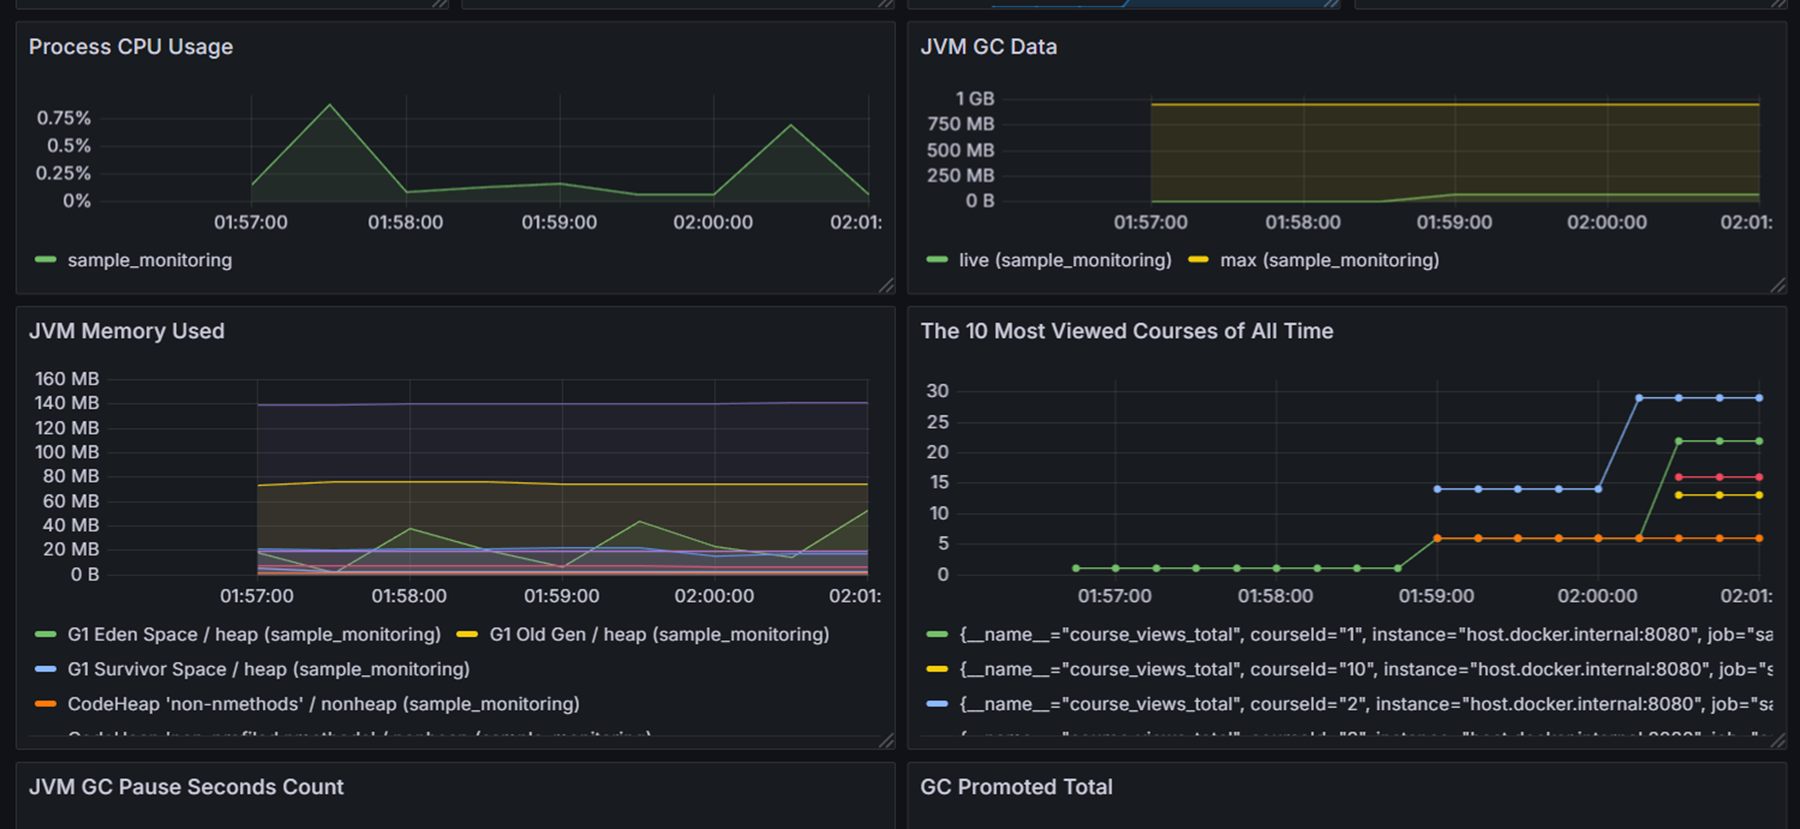 Process CPU Usage
0.75%
0.5%
0.25%
0%
01:57:00 01:58:00 01:59:00 02:00:00 02:01:
sample_monitoring
JVM GC Data
1 GB
750 MB
500 MB
250 MB
0 B
01:57:00 01:58:00 01:59:00 02:00:00 02:01:
live (sample_monitoring) max (sample_monitoring)
JVM Memory Used
160 MB
140 MB
120 MB
100 MB
80 MB
60 MB
40 MB
20 MB
0 B
01:57:00 01:58:00 01:59:00 02:00:00 02:01:
G1 Eden Space / heap (sample_monitoring) G1 Old Gen / heap (sample_monitoring)
G1 Survivor Space / heap (sample_monitoring)
CodeHeap 'non-nmethods' / nonheap (sample_monitoring)
The 10 Most Viewed Courses of All Time
30
25
20
15
10
5
0
01:57:00 01:58:00 01:59:00 02:00:00 02:01:
{__name__="course_views_total", courseId="1", instance="host.docker.internal:8080", job="sa
{__name__="course_views_total", courseId="10", instance="host.docker.internal:8080", job="s
{__name__="course_views_total", courseId="2", instance="host.docker.internal:8080", job="sa
JVM GC Pause Seconds Count
GC Promoted Total